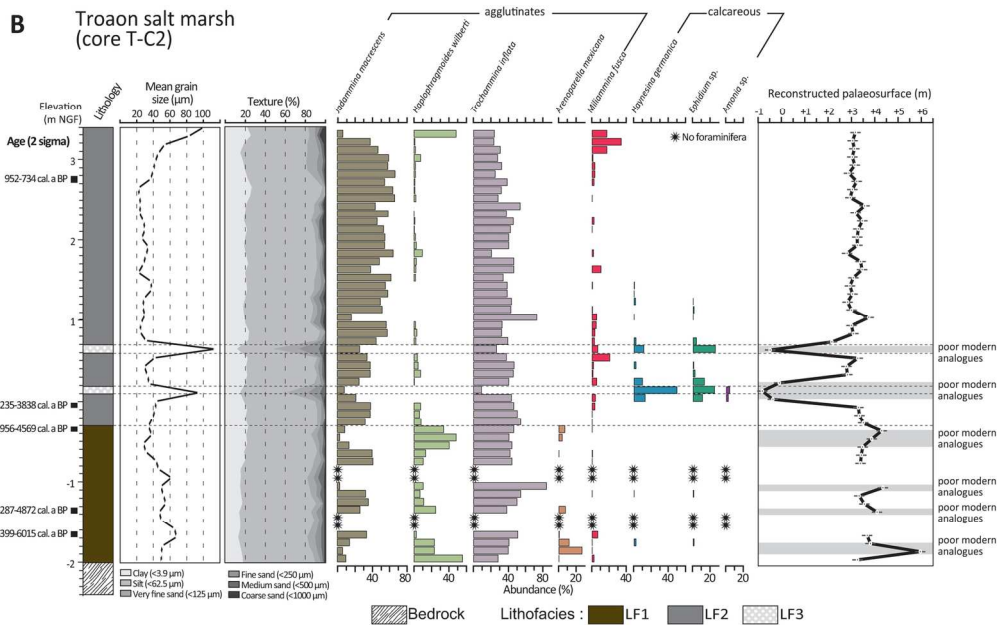 B
Troaon salt marsh
(core T-C2)
agglutinates
calcareous
Haplophragmoides wilberti
Trochammina inflata
Arenoparella mexicana
Miliammina fusca
Haynesina germanica
sp.
sp.
Elevation
(m NGF)
Lithology
Mean grain
size (μm)
20 40 60 80 100
Texture (%)
20 40 60 80 100
Reconstructed palaeosurface (m)
-1 0 +1 +2 +3 +4 +5 +6
Age (2 sigma)
No foraminifera
3
952-734 cal. a BP
2
1
poor modern
analogues
poor modern
analogues
235-3838 cal. a BP
956-4569 cal. a BP
poor modern
analogues
-1
poor modern
analogues
287-4872 cal. a BP
poor modern
analogues
399-6015 cal. a BP
poor modern
analogues
-2
Clay (<3.9 μm)
Silt (<62.5 μm)
Very fine sand (<125 μm)
Fine sand (<250 μm)
Medium sand (<500 μm)
Coarse sand (<1000 μm)
40 80
40
40 80
20
40
40
20
20
Abundance (%)
Bedrock
Lithofacies :
LF1
LF2
LF3